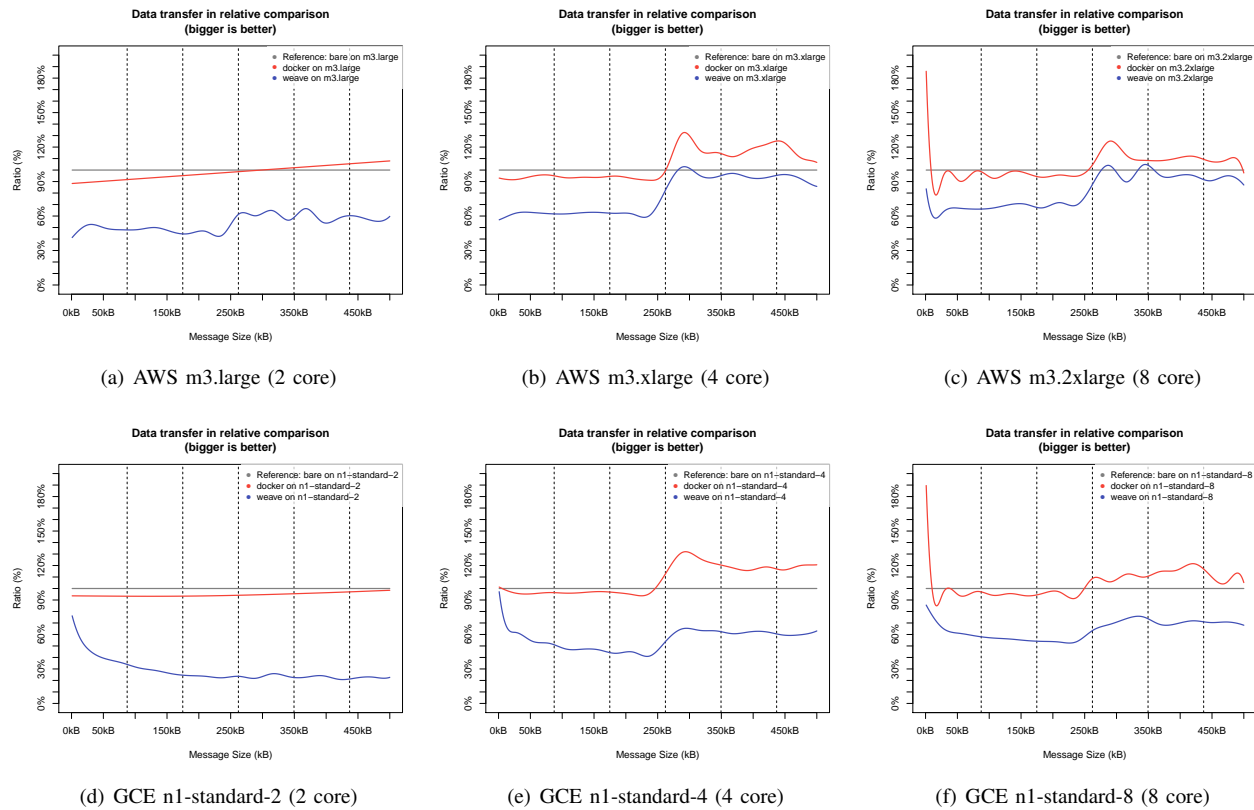 Data transfer in relative comparison
(bigger is better)
Reference: bare on m3.large
docker on m3.large
weave on m3.large
Ratio (%)
180%
150%
120%
90%
60%
30%
0%
0kB 50kB 150kB 250kB 350kB 450kB
Message Size (kB)
(a) AWS m3.large (2 core)
Data transfer in relative comparison
(bigger is better)
Reference: bare on m3.xlarge
docker on m3.xlarge
weave on m3.xlarge
Ratio (%)
180%
150%
120%
90%
60%
30%
0%
0kB 50kB 150kB 250kB 350kB 450kB
Message Size (kB)
(b) AWS m3.xlarge (4 core)
Data transfer in relative comparison
(bigger is better)
Reference: bare on m3.2xlarge
docker on m3.2xlarge
weave on m3.2xlarge
Ratio (%)
180%
150%
120%
90%
60%
30%
0%
0kB 50kB 150kB 250kB 350kB 450kB
Message Size (kB)
(c) AWS m3.2xlarge (8 core)
Data transfer in relative comparison
(bigger is better)
Reference: bare on n1−standard−2
docker on n1−standard−2
weave on n1−standard−2
Ratio (%)
180%
150%
120%
90%
60%
30%
0%
0kB 50kB 150kB 250kB 350kB 450kB
Message Size (kB)
(d) GCE n1-standard-2 (2 core)
Data transfer in relative comparison
(bigger is better)
Reference: bare on n1−standard−4
docker on n1−standard−4
weave on n1−standard−4
Ratio (%)
180%
150%
120%
90%
60%
30%
0%
0kB 50kB 150kB 250kB 350kB 450kB
Message Size (kB)
(e) GCE n1-standard-4 (4 core)
Data transfer in relative comparison
(bigger is better)
Reference: bare on n1−standard−8
docker on n1−standard−8
weave on n1−standard−8
Ratio (%)
180%
150%
120%
90%
60%
30%
0%
0kB 50kB 150kB 250kB 350kB 450kB
Message Size (kB)
(f) GCE n1-standard-8 (8 core)